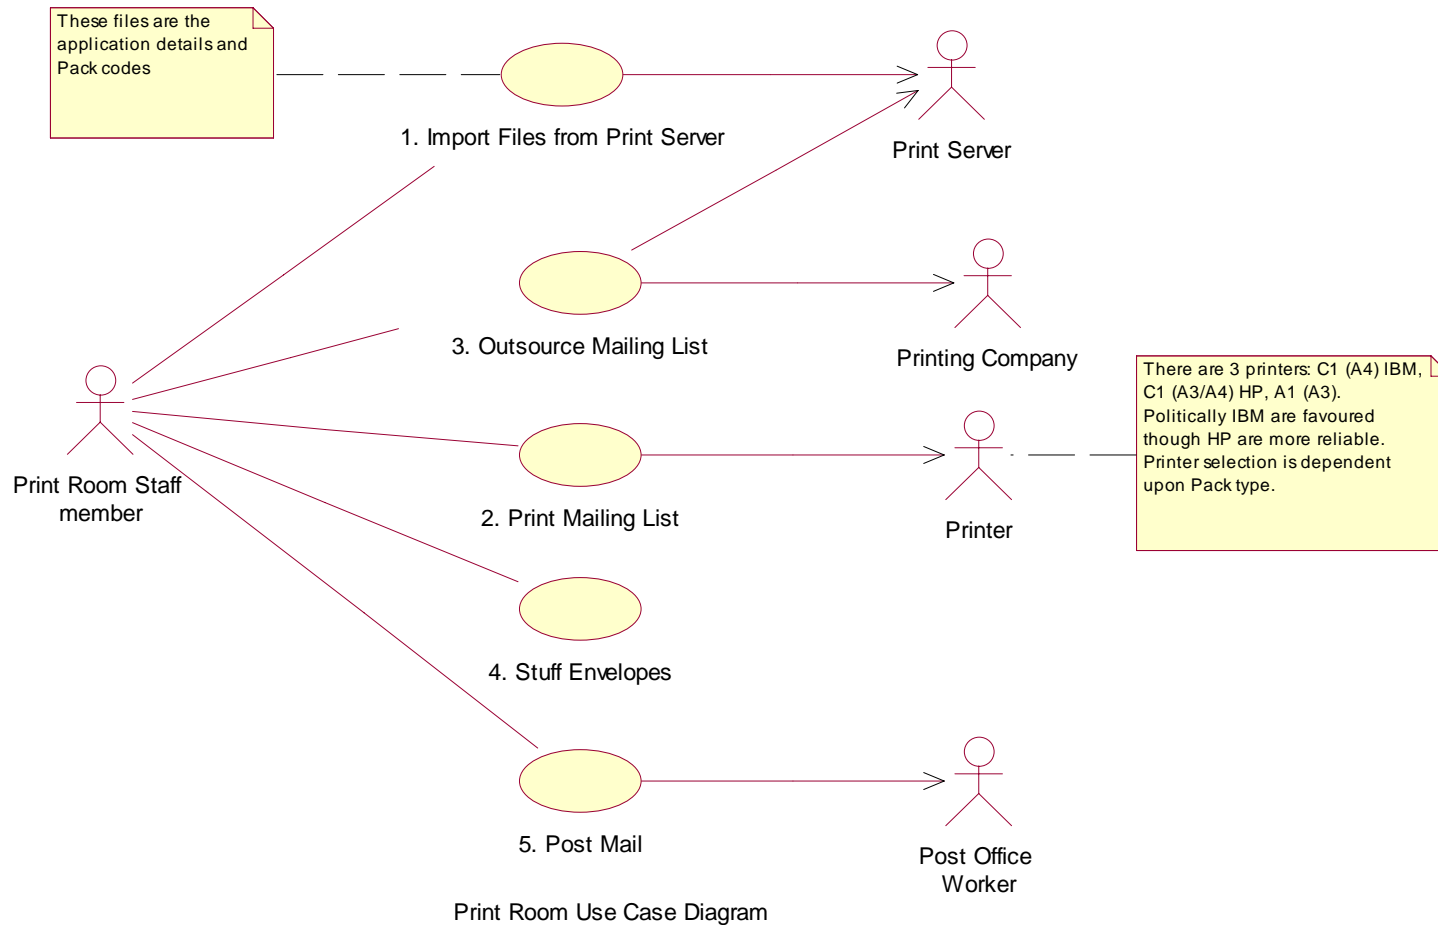 These files are the
application details and
Pack codes
1. Import Files from Print Server
Print Server
3. Outsource Mailing List
Printing Company
There are 3 printers: C1 (A4) IBM,
C1 (A3/A4) HP, A1 (A3).
Politically IBM are favoured
though HP are more reliable.
Printer selection is dependent
upon Pack type.
Print Room Staff
member
2. Print Mailing List
Printer
4. Stuff Envelopes
5. Post Mail
Post Office
Worker
Print Room Use Case Diagram